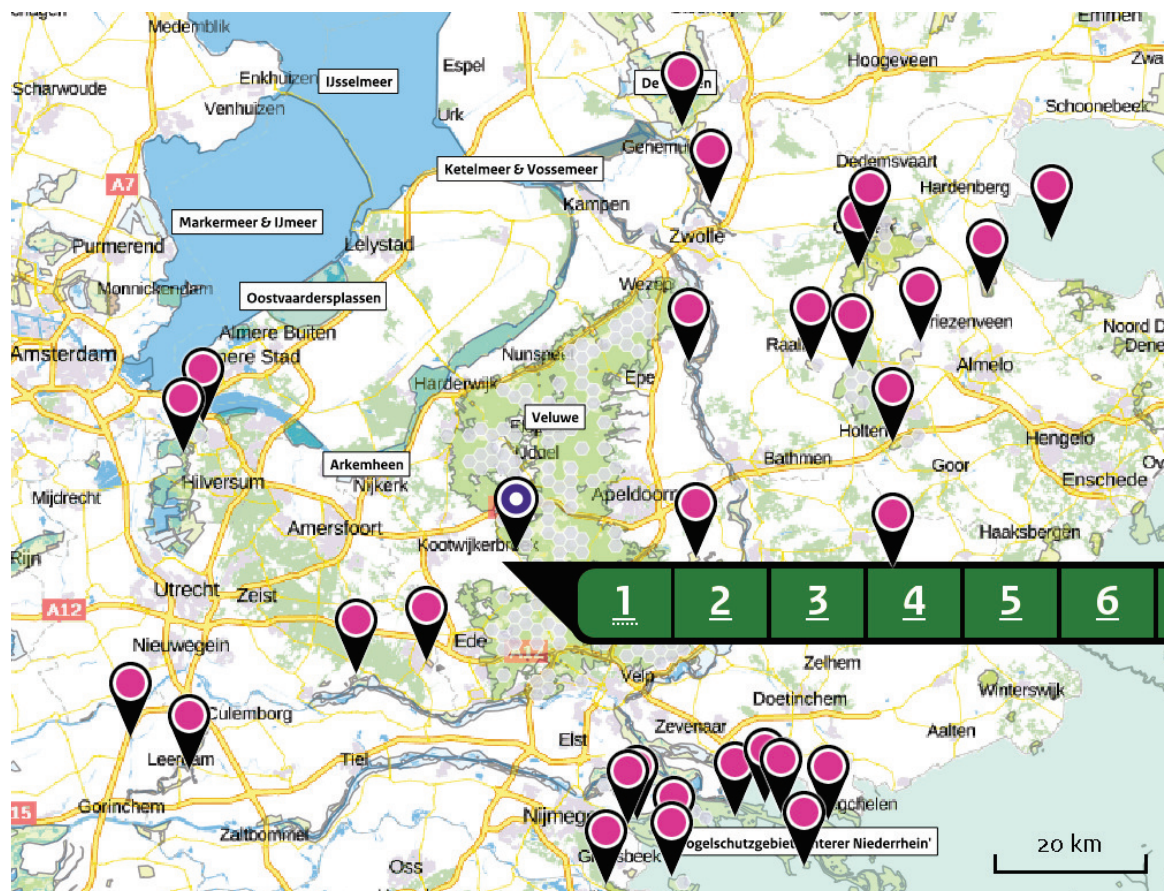 Medemblik
Emmen
Enkhuizen
IJsselmeer
Espel
Hoogeveen
Scharwoude
Venhuizen
Urk
Schoonebeek
Dedemsvaart
Ketelmeer & Vossemeer
A7
Hardenberg
Kampen
Markermeer & IJmeer
Purmerend
Lelystad
Zwolle
Monnickendam
Oostvaardersplassen
Wezep
Almere Buiten
Amsterdam
Almelo
Harderwijk
Epe
Veluwe
Holten
Hengelo
Arkemheen
Bathmen
Goor
Nijkerk
Hilversum
Enschede
Mijdrecht
Amersfoort
Haaksbergen
Rijn
Utrecht
Zeist
1 2 3 4 5 6
A12
Nieuwegein
Ede
Zelhem
Velp
Winterswijk
Doetinchem
Culemborg
Zevenaar
Aalten
Elst
Tiel
Gorinchem
15
Zaltbommel
20 km
Oss